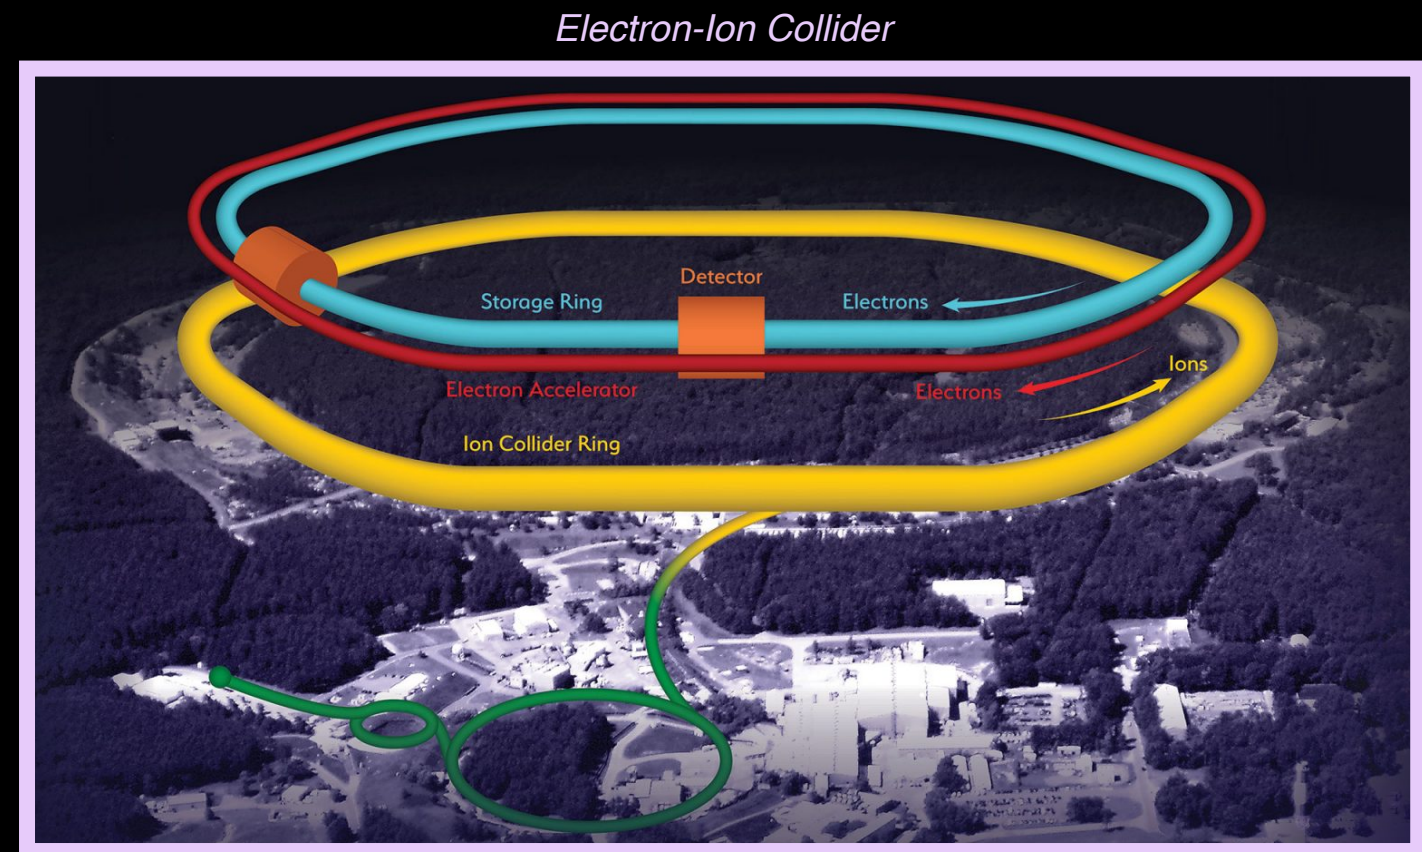 Electron-Ion Collider
Detector
Storage Ring
Electrons
Ions
Electron Accelerator
Electrons
Ion Collider Ring